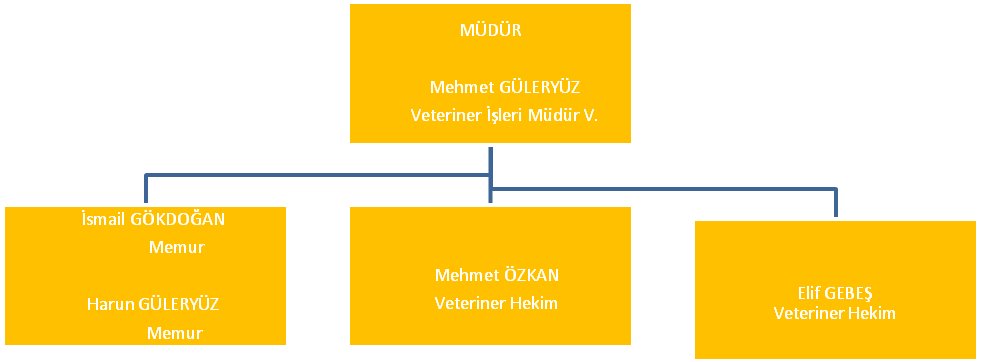 MÜDÜR
Mehmet GÜLERYÜZ
Veteriner İşleri Müdür V.
İsmail GÖKDOĞAN
Memur
Harun GÜLERYÜZ
Memur
Mehmet ÖZKAN
Veteriner Hekim
Elif GEBEŞ
Veteriner Hekim